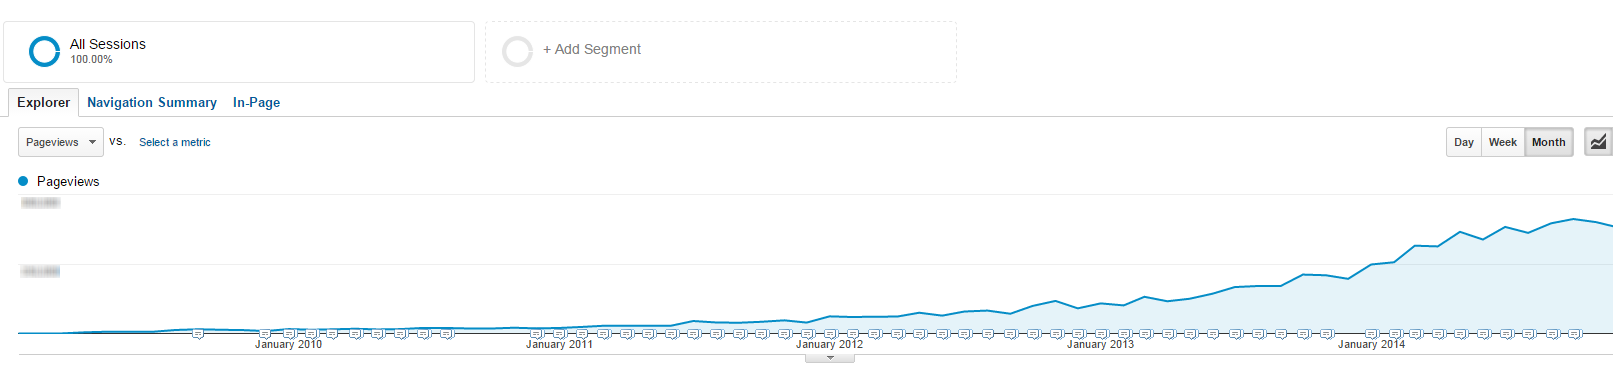 All Sessions
100.00%
+ Add Segment
Explorer
Navigation Summary
In-Page
Pageviews
vs.
Select a metric
Day
Week
Month
Pageviews
January 2010
January 2011
January 2012
January 2013
January 2014